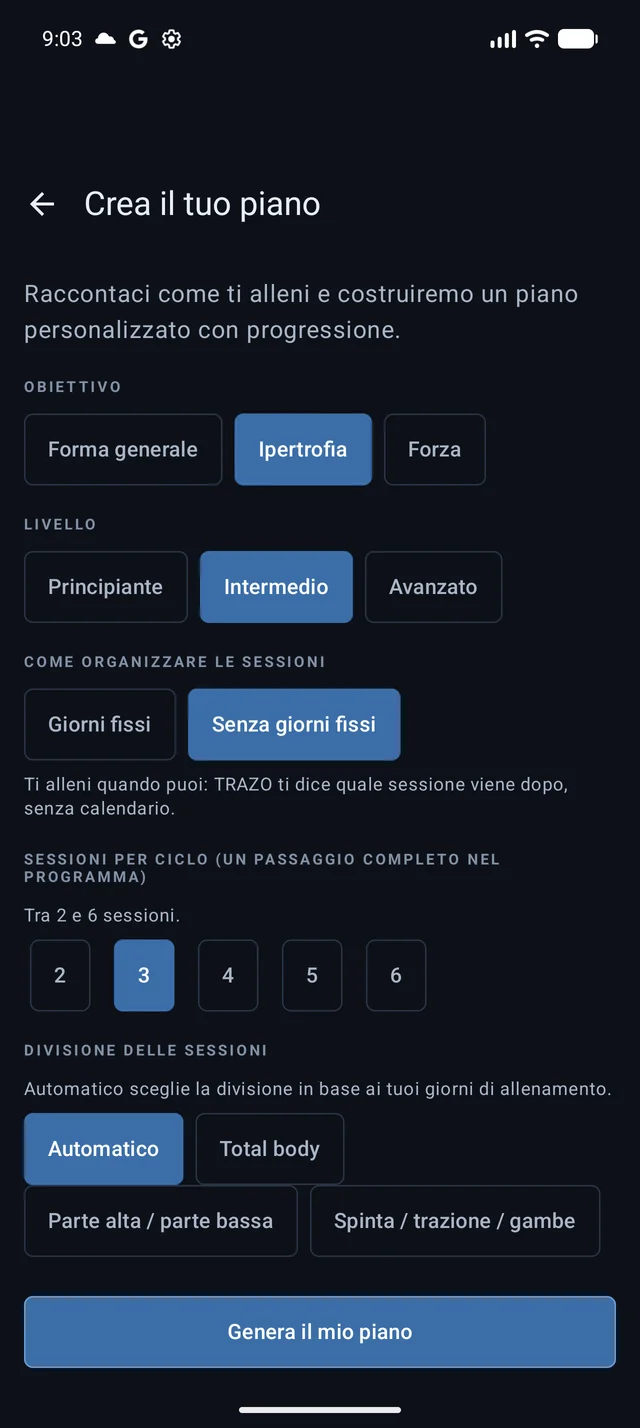 9:03
Crea il tuo piano
Raccontaci come ti alleni e costruiremo un piano
personalizzato con progressione.
OBIETTIVO
Forma generale Ipertrofia Forza
LIVELLO
Principiante Intermedio Avanzato
COME ORGANIZZARE LE SESSIONI
Giorni fissi Senza giorni fissi
Ti alleni quando puoi: TRAZO ti dice quale sessione viene dopo,
senza calendario.
SESSIONI PER CICLO (UN PASSAGGIO COMPLETO NEL
PROGRAMMA)
Tra 2 e 6 sessioni.
2 3 4 5 6
DIVISIONE DELLE SESSIONI
Automatico sceglie la divisione in base ai tuoi giorni di allenamento.
Automatico Total body
Parte alta / parte bassa Spinta / trazione / gambe
Genera il mio piano